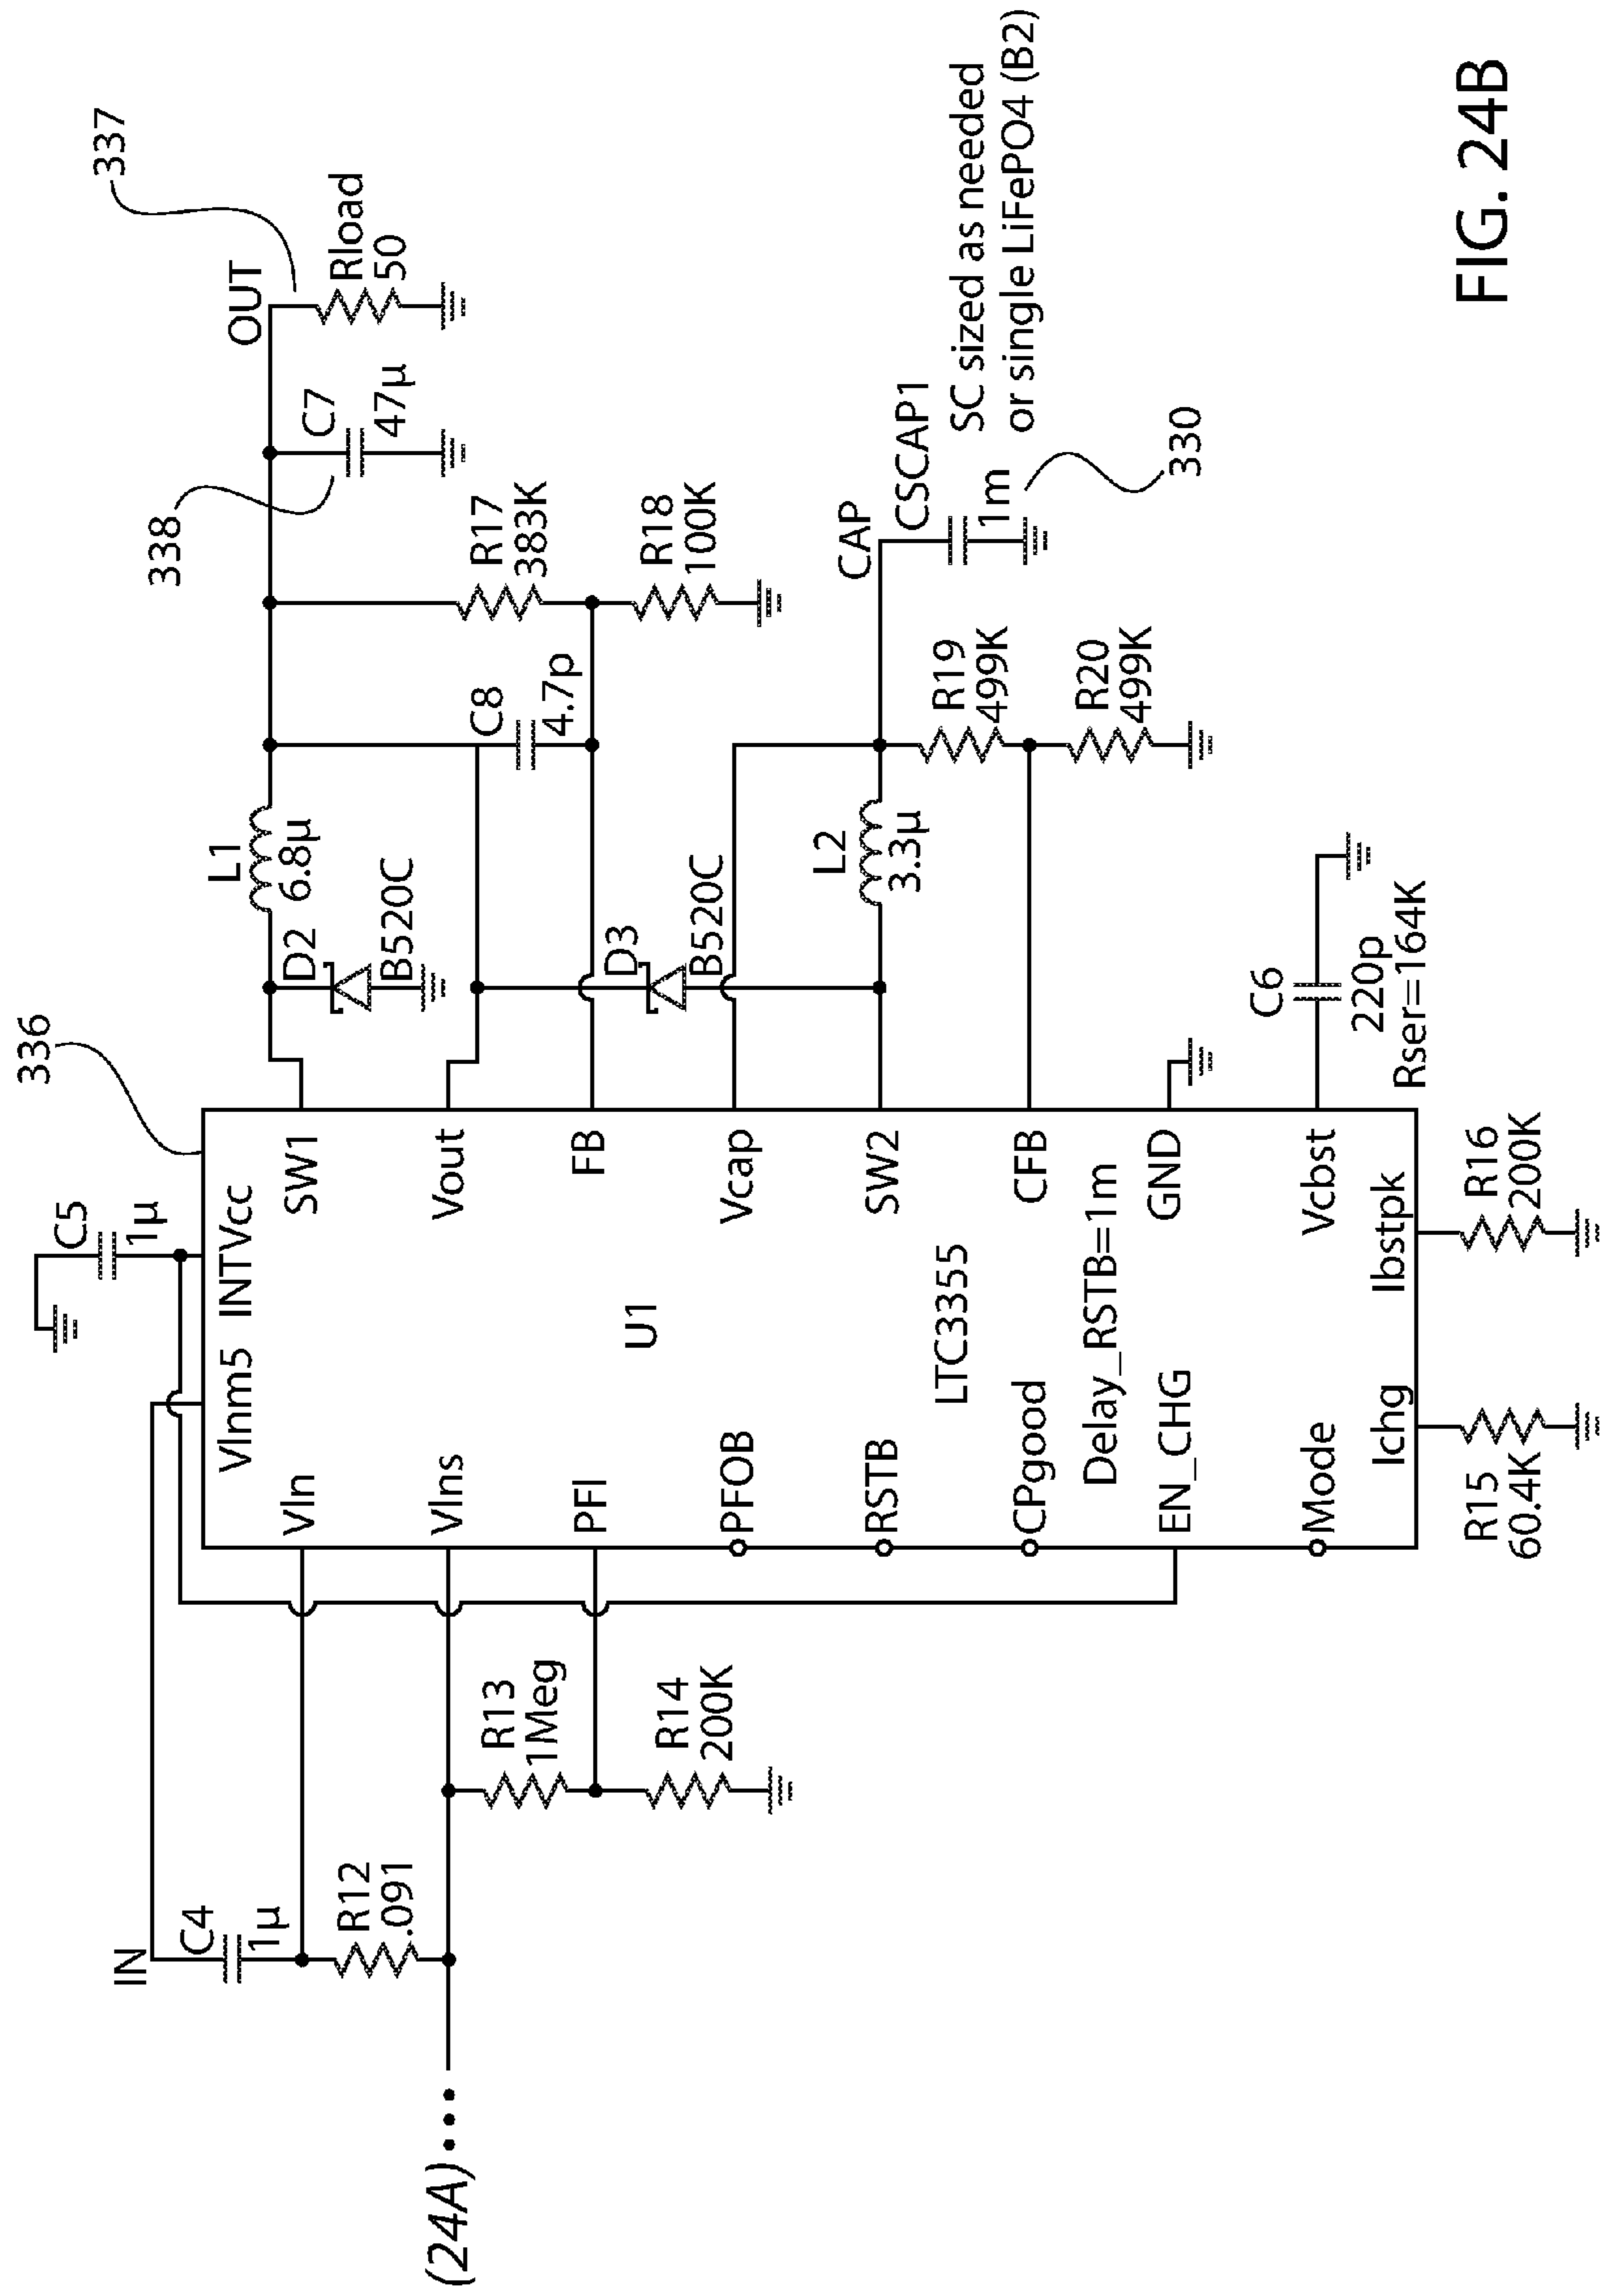 336
337
C5
1µ
IN
C4
1µ
VInm5
INTVcc
VIn
SW1
D2
B520C
L1
6.8µ
OUT
338
C7
47µ
Rload
50
R12
.091
(24A)
VIns
Vout
C8
4.7p
R17
383K
R13
1Meg
PFI
FB
D3
B520C
U1
R14
200K
R18
100K
PFOB
Vcap
RSTB
SW2
L2
3.3µ
CAP
CSCAP1
1m
SC sized as needed
or single LiFePO4 (B2)
LTC3355
R19
499K
CPgood
CFB
Delay_RSTB=1m
R20
499K
330
EN_CHG
GND
Mode
Vcbst
C6
220p
Rser=164K
Ichg
Ibstpk
R15
60.4K
R16
200K
FIG. 24B